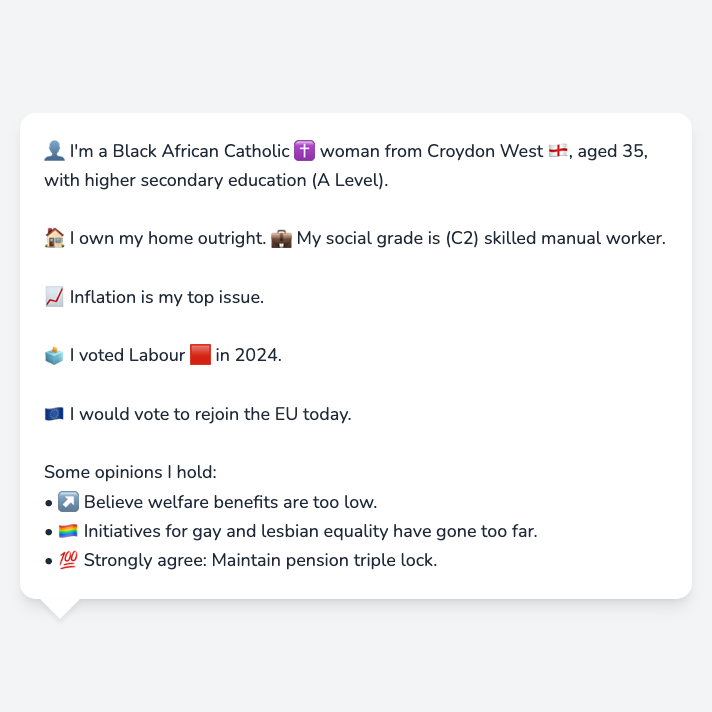 👤 I'm a Black African Catholic ✝️ woman from Croydon West 🏴󠁧󠁢󠁥󠁮󠁧󠁿, aged 35,
with higher secondary education (A Level).
🏠 I own my home outright. 💼 My social grade is (C2) skilled manual worker.
📈 Inflation is my top issue.
🗳️ I voted Labour 🟥 in 2024.
🇪🇺 I would vote to rejoin the EU today.
Some opinions I hold:
• ↗️ Believe welfare benefits are too low.
• 🏳️‍🌈 Initiatives for gay and lesbian equality have gone too far.
• 💯 Strongly agree: Maintain pension triple lock.